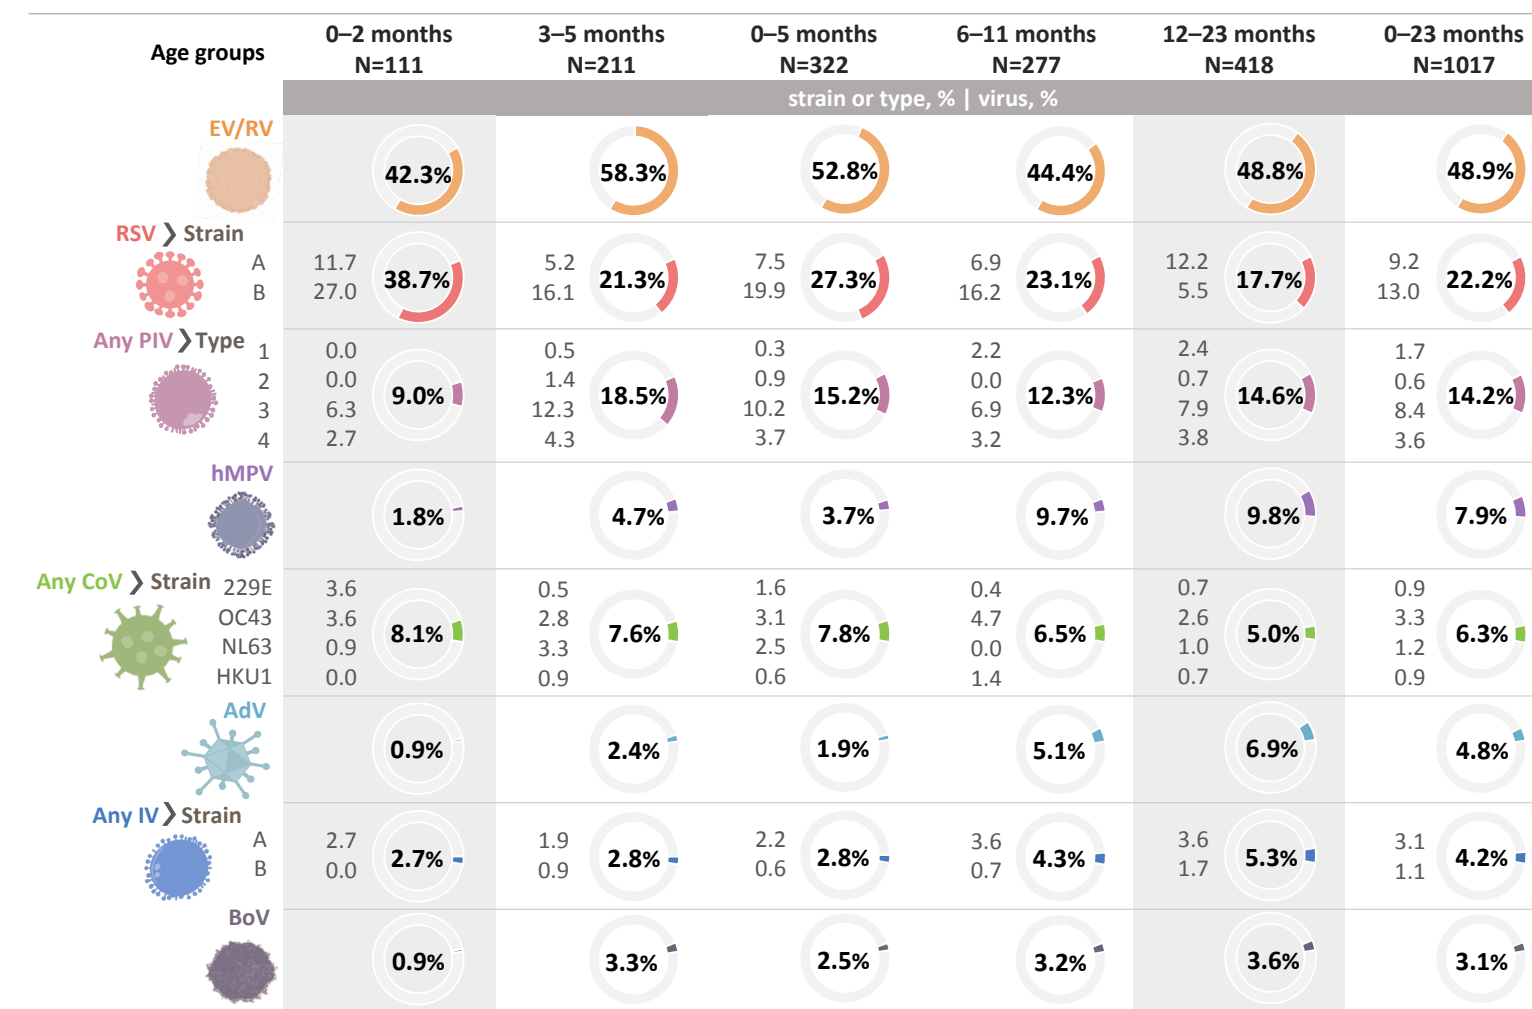 Age groups 0–2 months 3–5 months 0–5 months 6–11 months 12–23 months 0–23 months
N=111 N=211 N=322 N=277 N=418 N=1017
strain or type, % | virus, %
EV/RV
42.3% 58.3% 52.8% 44.4% 48.8% 48.9%
RSV ❯ Strain
A 11.7 5.2 7.5 6.9 12.2 9.2
38.7% 21.3% 27.3% 23.1% 17.7% 22.2%
B 27.0 16.1 19.9 16.2 5.5 13.0
Any PIV ❯ Type
1 0.0 0.5 0.3 2.2 2.4 1.7
2 0.0 1.4 0.9 0.0 0.7 0.6
9.0% 18.5% 15.2% 12.3% 14.6% 14.2%
3 6.3 12.3 10.2 6.9 7.9 8.4
4 2.7 4.3 3.7 3.2 3.8 3.6
hMPV
1.8% 4.7% 3.7% 9.7% 9.8% 7.9%
Any CoV ❯ Strain
229E 3.6 0.5 1.6 0.4 0.7 0.9
OC43 3.6 2.8 3.1 4.7 2.6 3.3
8.1% 7.6% 7.8% 6.5% 5.0% 6.3%
NL63 0.9 3.3 2.5 0.0 1.0 1.2
HKU1 0.0 0.9 0.6 1.4 0.7 0.9
AdV
0.9% 2.4% 1.9% 5.1% 6.9% 4.8%
Any IV ❯ Strain
A 2.7 1.9 2.2 3.6 3.6 3.1
2.7% 2.8% 2.8% 4.3% 5.3% 4.2%
B 0.0 0.9 0.6 0.7 1.7 1.1
BoV
0.9% 3.3% 2.5% 3.2% 3.6% 3.1%